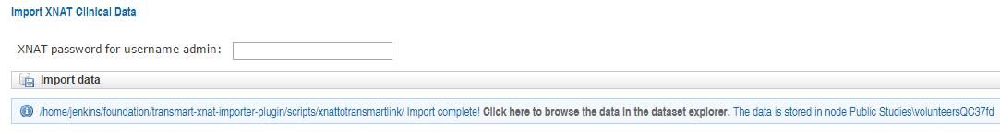 Import XNAT Clinical Data
XNAT password for username admin:
Import data
/home/jenkins/foundation/transmart-xnat-importer-plugin/scripts/xnattotransmartlink/ Import complete! Click here to browse the data in the dataset explorer. The data is stored in node Public Studies\volunteersQC37fd